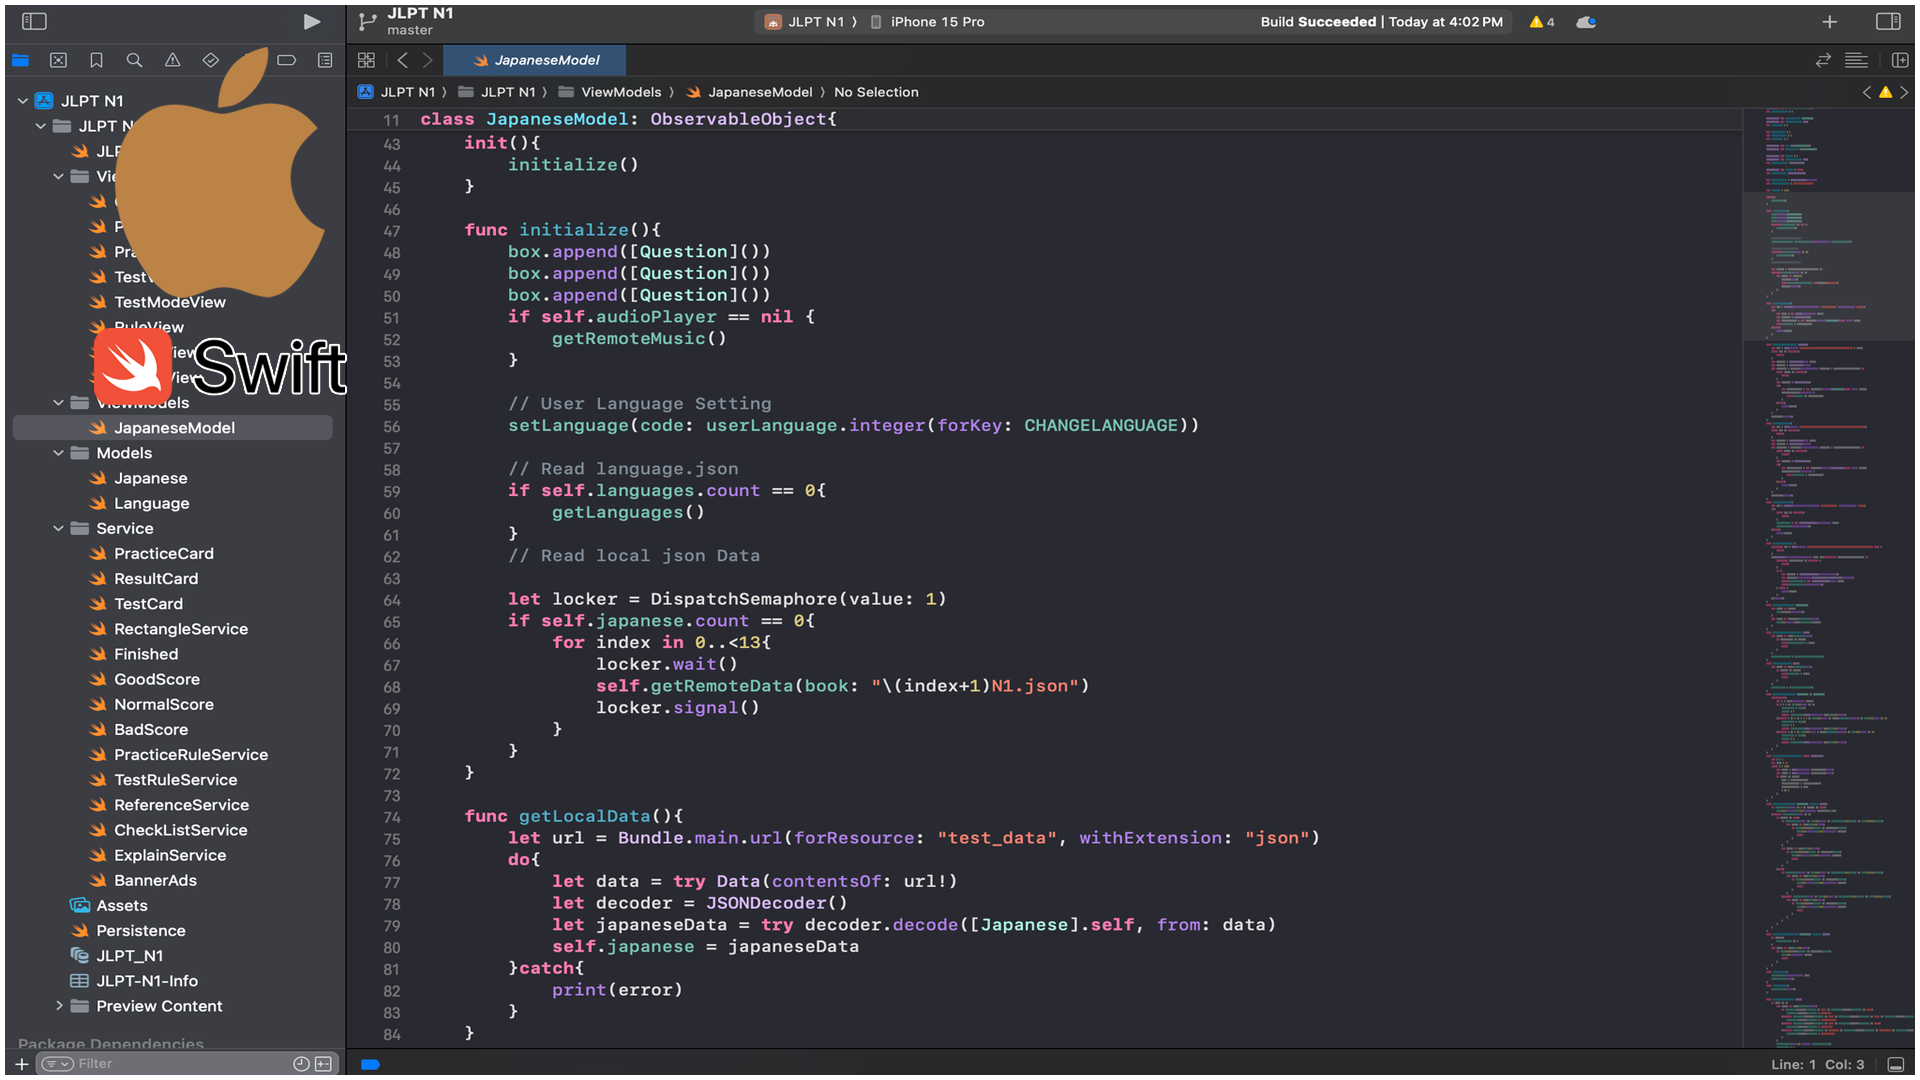 JLPT N1
master
JLPT N1 ⟩ iPhone 15 Pro
Build Succeeded | Today at 4:02 PM
4
JapaneseModel
JLPT N1 ⟩ JLPT N1 ⟩ ViewModels ⟩ JapaneseModel ⟩ No Selection
JLPT N1
JLPT N
JLP
Vie
P
Pra
TestV
TestModeView
RuleView
iew
View
Swift
ViewModels
JapaneseModel
Models
Japanese
Language
Service
PracticeCard
ResultCard
TestCard
RectangleService
Finished
GoodScore
NormalScore
BadScore
PracticeRuleService
TestRuleService
ReferenceService
CheckListService
ExplainService
BannerAds
Assets
Persistence
JLPT_N1
JLPT-N1-Info
Preview Content
Package Dependencies
Filter
11 class JapaneseModel: ObservableObject{
43 init(){
44 initialize()
45 }
46
47 func initialize(){
48 box.append([Question]())
49 box.append([Question]())
50 box.append([Question]())
51 if self.audioPlayer == nil {
52 getRemoteMusic()
53 }
54
55 // User Language Setting
56 setLanguage(code: userLanguage.integer(forKey: CHANGELANGUAGE))
57
58 // Read language.json
59 if self.languages.count == 0{
60 getLanguages()
61 }
62 // Read local json Data
63
64 let locker = DispatchSemaphore(value: 1)
65 if self.japanese.count == 0{
66 for index in 0..<13{
67 locker.wait()
68 self.getRemoteData(book: "\(index+1)N1.json")
69 locker.signal()
70 }
71 }
72 }
73
74 func getLocalData(){
75 let url = Bundle.main.url(forResource: "test_data", withExtension: "json")
76 do{
77 let data = try Data(contentsOf: url!)
78 let decoder = JSONDecoder()
79 let japaneseData = try decoder.decode([Japanese].self, from: data)
80 self.japanese = japaneseData
81 }catch{
82 print(error)
83 }
84 }
Line: 1 Col: 3